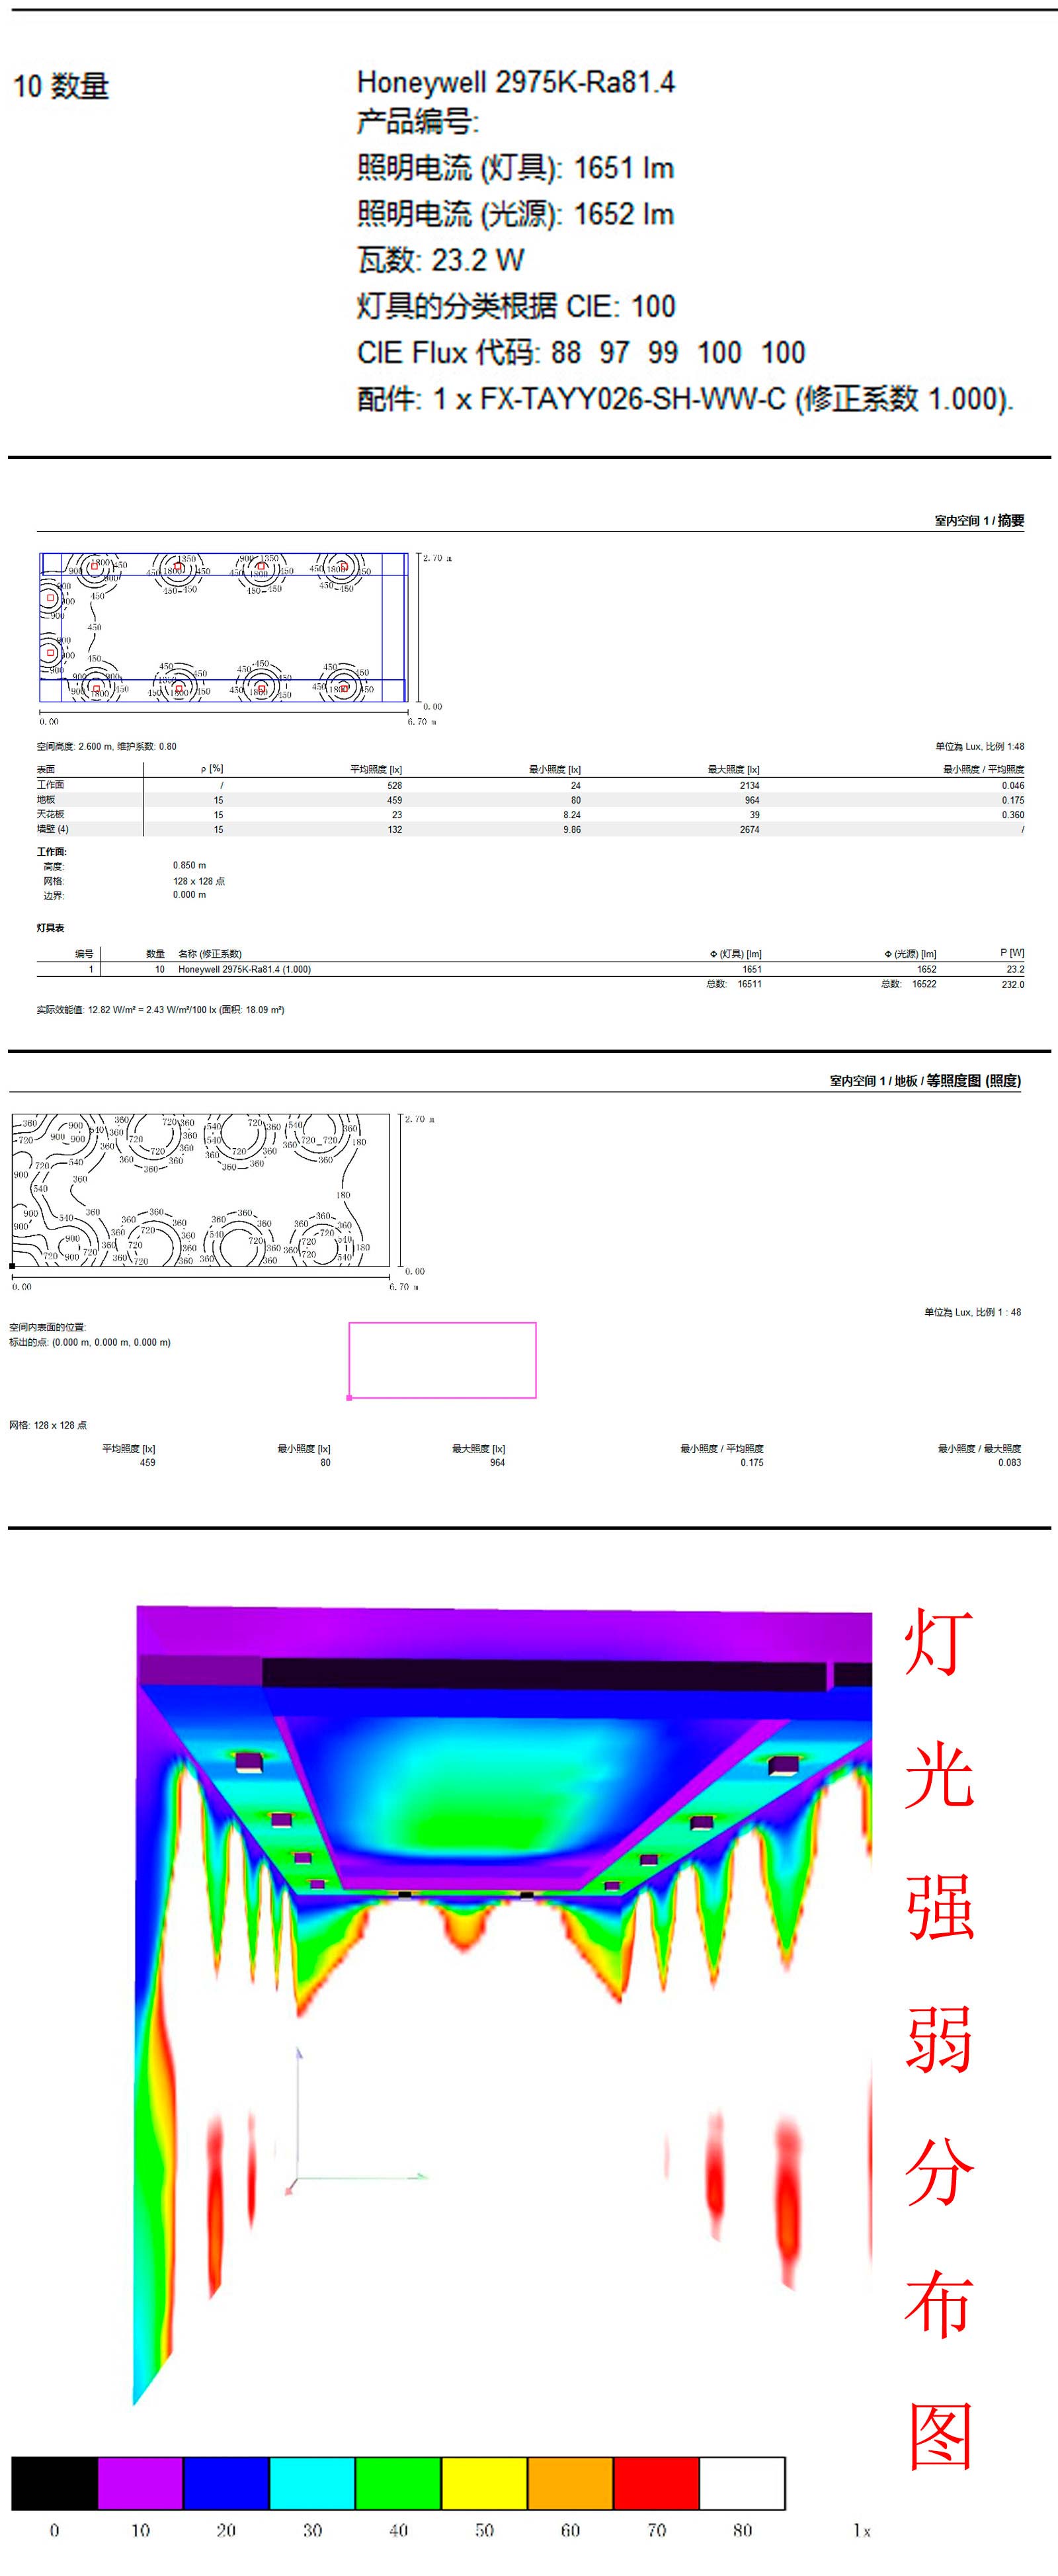 10 数量
Honeywell 2975K-Ra81.4
产品编号:
照明电流 (灯具): 1651 lm
照明电流 (光源): 1652 lm
瓦数: 23.2 W
灯具的分类根据 CIE: 100
CIE Flux 代码: 88 97 99 100 100
配件: 1 x FX-TAYY026-SH-WW-C (修正系数 1.000).
室内空间 1 / 摘要
2.70 m
0.00
0.00 6.70 m
空间高度: 2.600 m, 维护系数: 0.80 单位為 Lux, 比例 1:48
表面 ρ [%] 平均照度 [lx] 最小照度 [lx] 最大照度 [lx] 最小照度 / 平均照度
工作面 / 528 24 2134 0.046
地板 15 459 80 964 0.175
天花板 15 23 8.24 39 0.360
墙壁 (4) 15 132 9.86 2674 /
工作面:
高度: 0.850 m
网格: 128 x 128 点
边界: 0.000 m
灯具表
编号 数量 名称 (修正系数) Φ (灯具) [lm] Φ (光源) [lm] P [W]
1 10 Honeywell 2975K-Ra81.4 (1.000) 1651 1652 23.2
总数: 16511 总数: 16522 232.0
实际效能值: 12.82 W/m² = 2.43 W/m²/100 lx (面积: 18.09 m²)
室内空间 1 / 地板 / 等照度图 (照度)
2.70 m
0.00
0.00 6.70 m
单位為 Lux, 比例 1 : 48
空间内表面的位置:
标出的点: (0.000 m, 0.000 m, 0.000 m)
网格: 128 x 128 点
平均照度 [lx] 最小照度 [lx] 最大照度 [lx] 最小照度 / 平均照度 最小照度 / 最大照度
459 80 964 0.175 0.083
灯光强弱分布图
0 10 20 30 40 50 60 70 80 lx